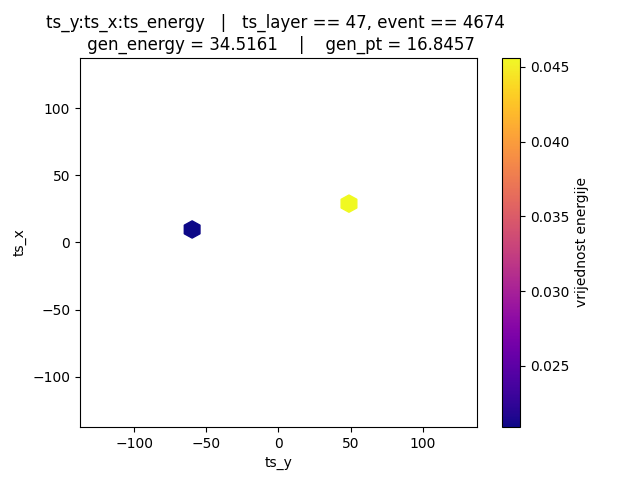 ts_y:ts_x:ts_energy | ts_layer == 47, event == 4674
gen_energy = 34.5161 | gen_pt = 16.8457
ts_x
100
50
0
−50
−100
−100 −50 0 50 100
ts_y
0.045
0.040
0.035
0.030
0.025
vrijednost energije